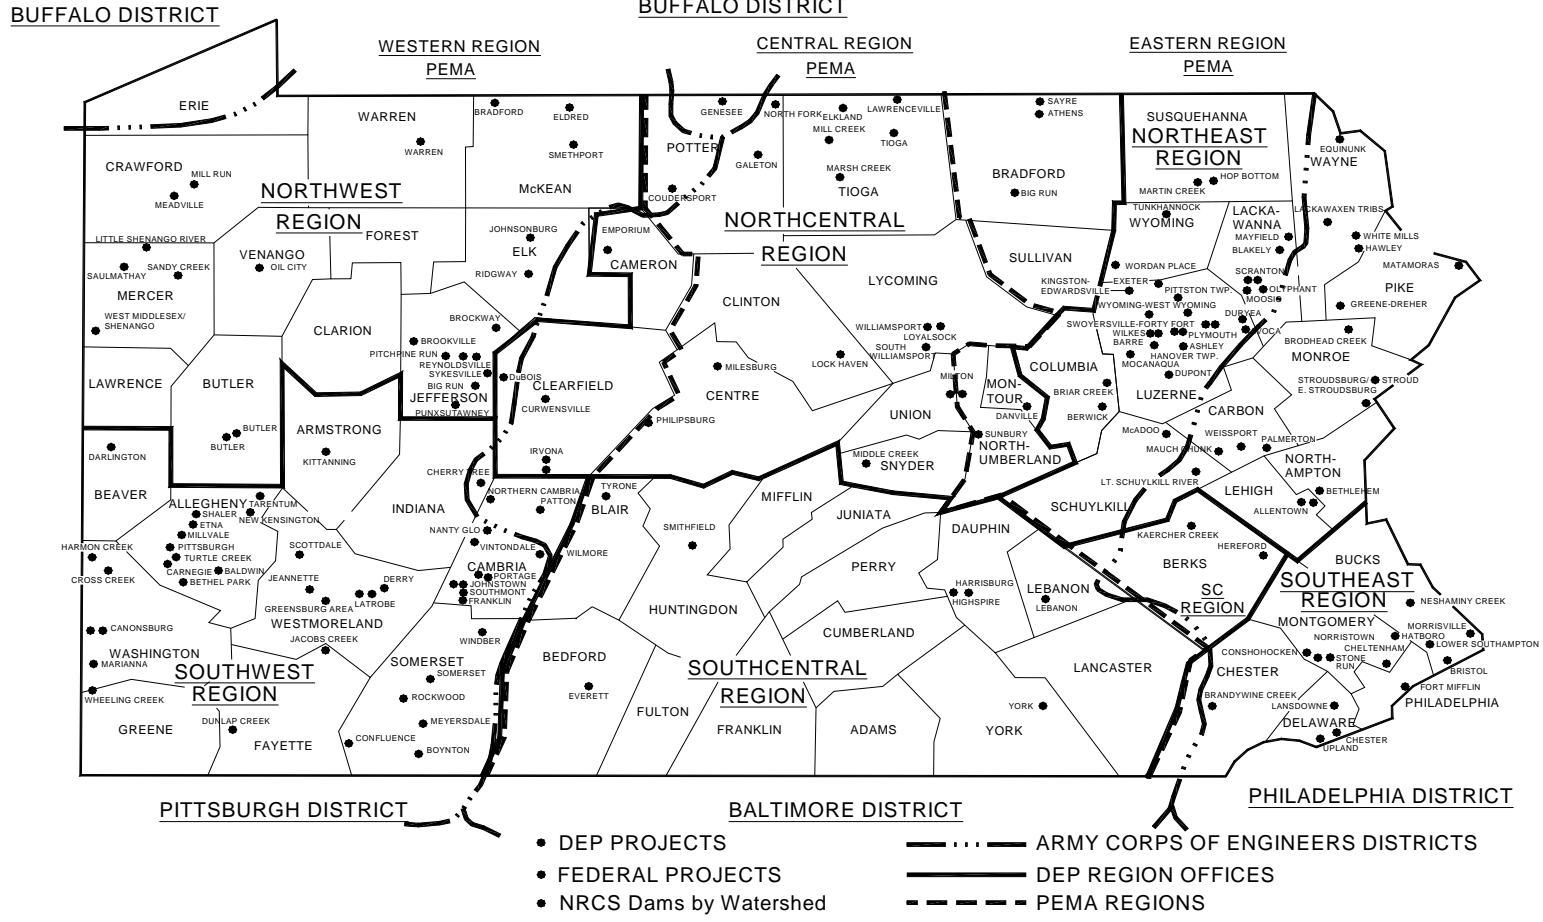 BUFFALO DISTRICT
BUFFALO DISTRICT
WESTERN REGION
PEMA
CENTRAL REGION
PEMA
EASTERN REGION
PEMA
ERIE
WARREN
BRADFORD
ELDRED
SMETHPORT
WARREN
McKEAN
CRAWFORD
MILL RUN
MEADVILLE
NORTHWEST
REGION
GENESEE
NORTH FORK
POTTER
GALETON
COUDERSPORT
LAWRENCEVILLE
ELKLAND
MILL CREEK
TIOGA
MARSH CREEK
TIOGA
SAYRE
ATHENS
BRADFORD
BIG RUN
SUSQUEHANNA
NORTHEAST
REGION
HOP BOTTOM
MARTIN CREEK
EQUINUNK
WAYNE
NORTHCENTRAL
REGION
LITTLE SHENANGO RIVER
SAULMATHAY
SANDY CREEK
MERCER
WEST MIDDLESEX/
SHENANGO
VENANGO
OIL CITY
FOREST
JOHNSONBURG
ELK
RIDGWAY
EMPORIUM
CAMERON
CLINTON
LYCOMING
SULLIVAN
TUNKHANNOCK
WYOMING
LACKA-
WANNA
MAYFIELD
BLAKELY
LACKAWAXEN TRIBS
WHITE MILLS
HAWLEY
MATAMORAS
PIKE
GREENE-DREHER
WORDAN PLACE
KINGSTON-
EDWARDSVILLE
EXETER
PITTSTON TWP.
SCRANTON
OLYPHANT
MOOSIC
WYOMING-WEST WYOMING
DURYEA
AVOCA
SWOYERSVILLE-FORTY FORT
WILKES
BARRE
PLYMOUTH
ASHLEY
HANOVER TWP.
MOCANAQUA
DUPONT
LUZERNE
BRODHEAD CREEK
MONROE
STROUDSBURG/
E. STROUDSBURG
STROUD
CLARION
BROCKWAY
BROOKVILLE
PITCHPINE RUN
REYNOLDSVILLE
SYKESVILLE
BIG RUN
JEFFERSON
PUNXSUTAWNEY
DuBOIS
CLEARFIELD
CURWENSVILLE
IRVONA
MILESBURG
CENTRE
PHILIPSBURG
LOCK HAVEN
WILLIAMSPORT
LOYALSOCK
SOUTH
WILLIAMSPORT
MILTON
MON-
TOUR
DANVILLE
COLUMBIA
BRIAR CREEK
BERWICK
UNION
SUNBURY
NORTH-
UMBERLAND
MIDDLE CREEK
SNYDER
LAWRENCE
BUTLER
BUTLER
BUTLER
DARLINGTON
BEAVER
ARMSTRONG
KITTANNING
INDIANA
CHERRY TREE
McADOO
MAUCH CHUNK
CARBON
WEISSPORT
PALMERTON
NORTH-
AMPTON
BETHLEHEM
LEHIGH
ALLENTOWN
LT. SCHUYLKILL RIVER
SCHUYLKILL
ALLEGHENY
TARENTUM
NEW KENSINGTON
SHALER
ETNA
MILLVALE
PITTSBURGH
TURTLE CREEK
CARNEGIE
BALDWIN
BETHEL PARK
HARMON CREEK
CROSS CREEK
SCOTTDALE
JEANNETTE
DERRY
LATROBE
GREENSBURG AREA
WESTMORELAND
JACOBS CREEK
NORTHERN CAMBRIA
PATTON
NANTY GLO
VINTONDALE
WILMORE
CAMBRIA
PORTAGE
JOHNSTOWN
SOUTHMONT
FRANKLIN
WINDBER
TYRONE
BLAIR
SMITHFIELD
HUNTINGDON
MIFFLIN
JUNIATA
PERRY
CUMBERLAND
DAUPHIN
HARRISBURG
HIGHSPIRE
LEBANON
LEBANON
KAERCHER CREEK
HEREFORD
BERKS
SC
REGION
BUCKS
SOUTHEAST
REGION
NESHAMINY CREEK
MONTGOMERY
NORRISTOWN
CONSHOHOCKEN
STONE
RUN
CHELTENHAM
HATBORO
MORRISVILLE
LOWER SOUTHAMPTON
BRISTOL
FORT MIFFLIN
PHILADELPHIA
CHESTER
BRANDYWINE CREEK
LANSDOWNE
DELAWARE
CHESTER
UPLAND
CANONSBURG
WASHINGTON
MARIANNA
WHEELING CREEK
SOUTHWEST
REGION
GREENE
DUNLAP CREEK
FAYETTE
SOMERSET
SOMERSET
ROCKWOOD
MEYERSDALE
CONFLUENCE
BOYNTON
BEDFORD
EVERETT
FULTON
SOUTHCENTRAL
REGION
FRANKLIN
ADAMS
YORK
YORK
LANCASTER
PITTSBURGH DISTRICT
BALTIMORE DISTRICT
PHILADELPHIA DISTRICT
DEP PROJECTS
FEDERAL PROJECTS
NRCS Dams by Watershed
ARMY CORPS OF ENGINEERS DISTRICTS
DEP REGION OFFICES
PEMA REGIONS